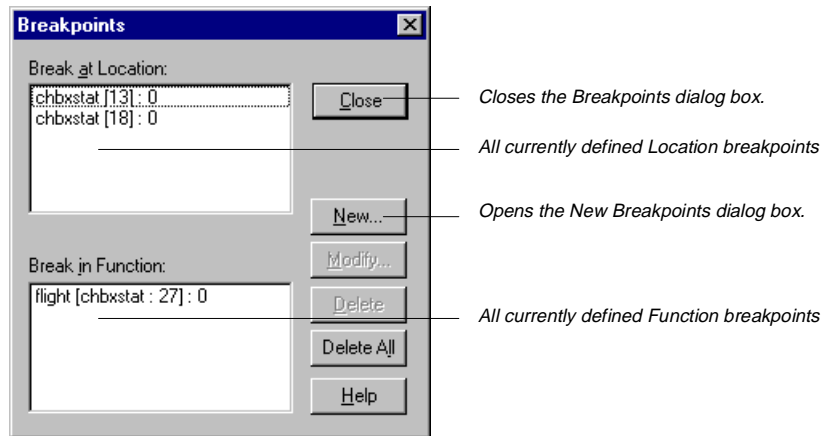 Breakpoints
Break at Location:
chbxstat [13] : 0
chbxstat [18] : 0
Close
Closes the Breakpoints dialog box.
All currently defined Location breakpoints
New...
Opens the New Breakpoints dialog box.
Modify...
Break in Function:
flight [chbxstat : 27] : 0
Delete
All currently defined Function breakpoints
Delete All
Help